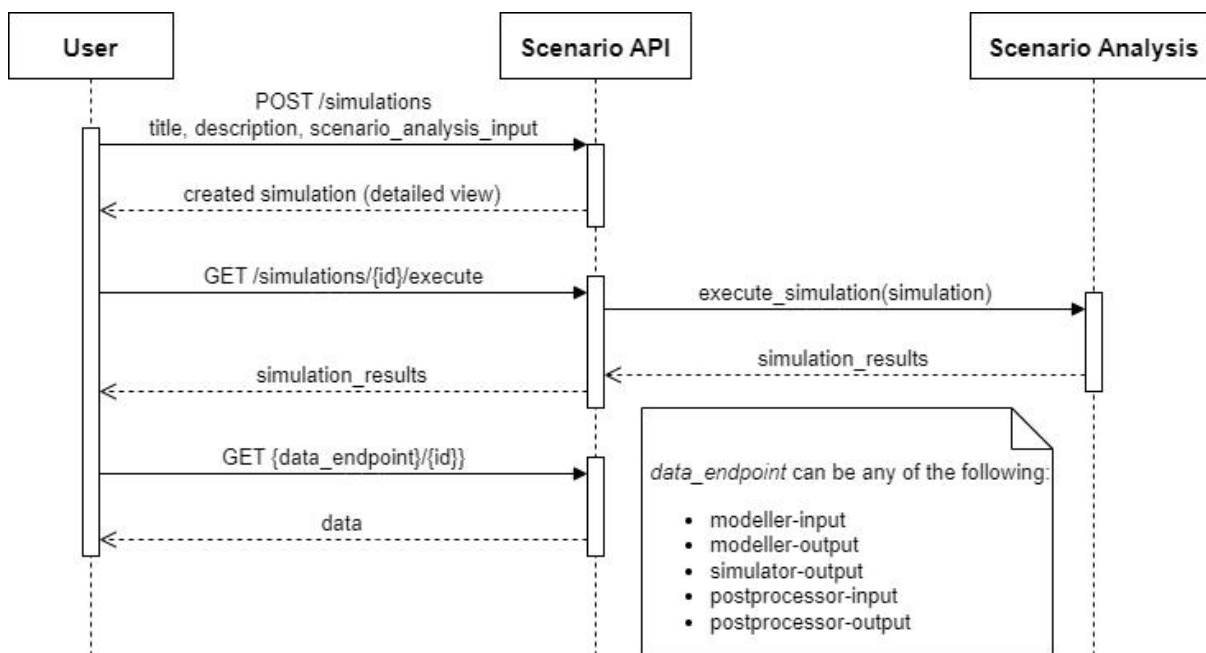 User
Scenario API
Scenario Analysis
POST /simulations
title, description, scenario_analysis_input
created simulation (detailed view)
GET /simulations/{id}/execute
execute_simulation(simulation)
simulation_results
simulation_results
GET {data_endpoint}/{id}}
data
data_endpoint can be any of the following:
• modeller-input
• modeller-output
• simulator-output
• postprocessor-input
• postprocessor-output